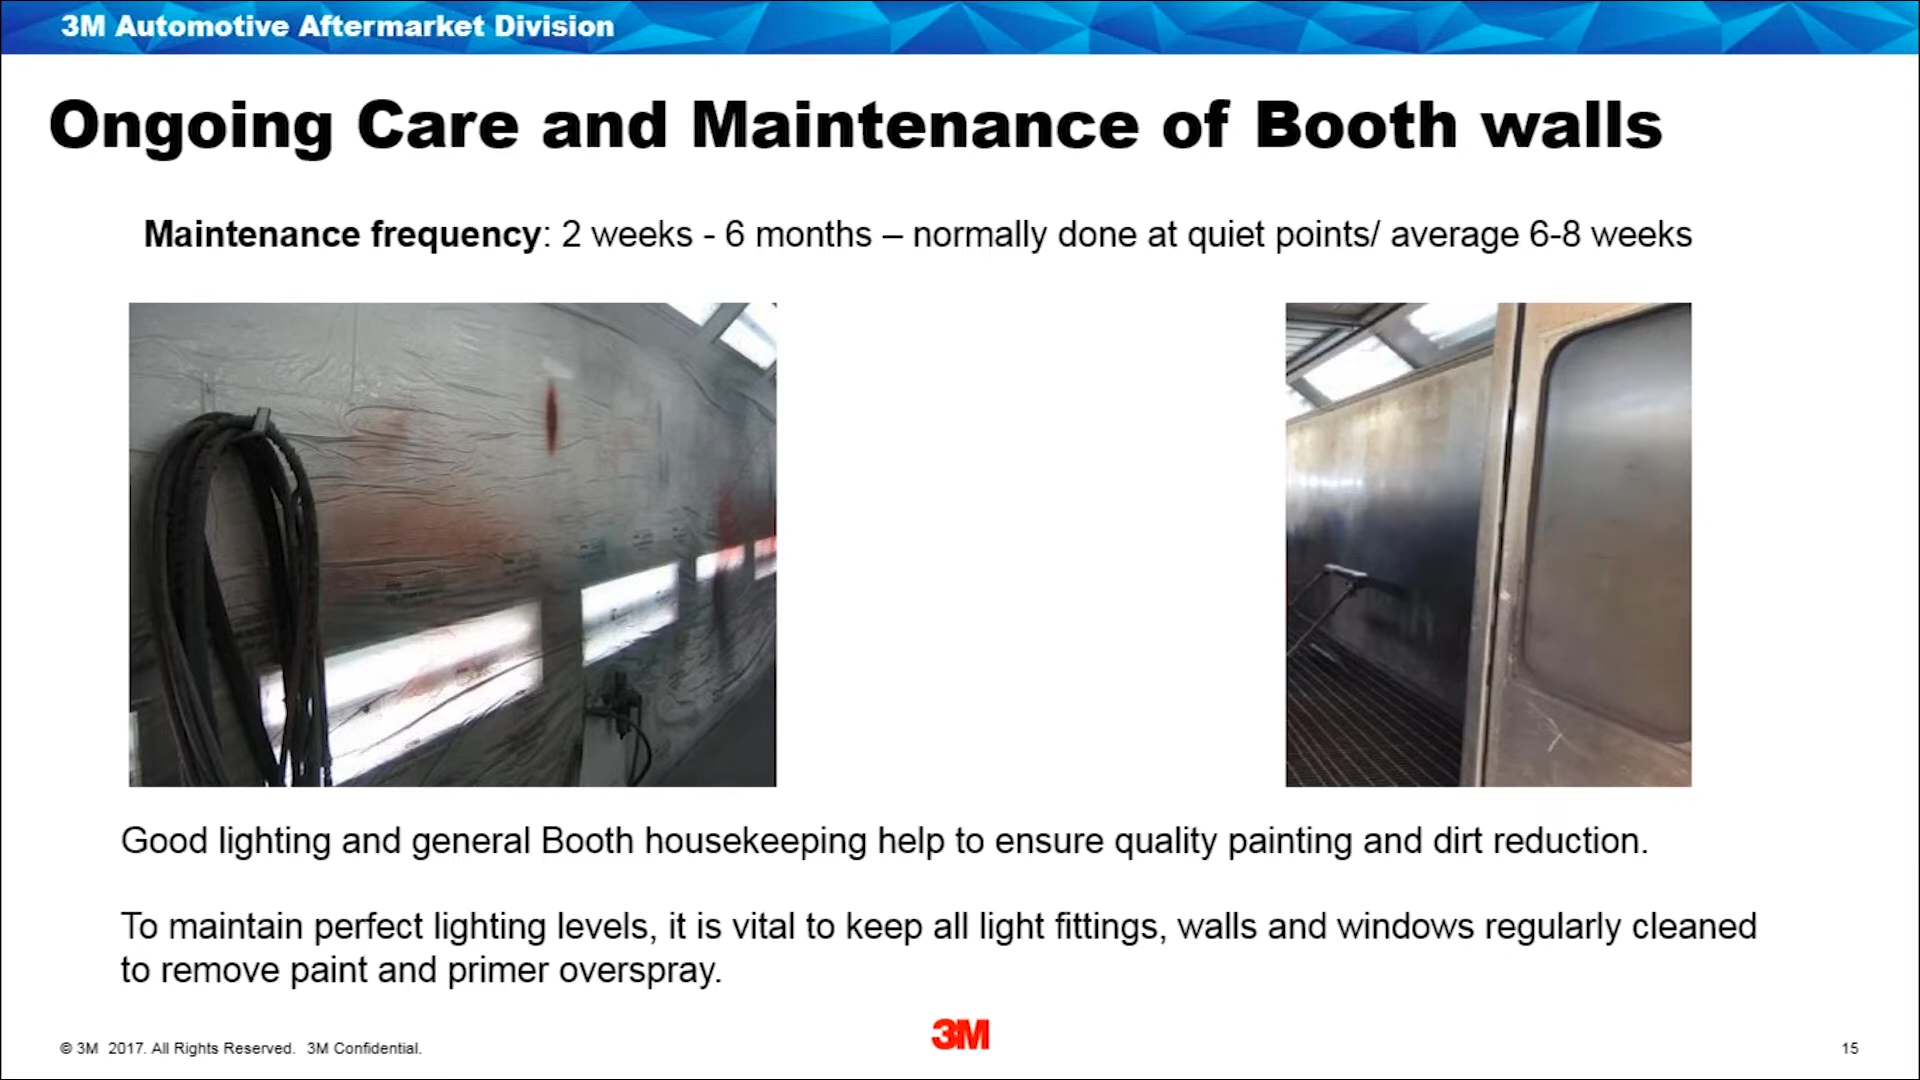 3M Automotive Aftermarket Division
Ongoing Care and Maintenance of Booth walls
Maintenance frequency: 2 weeks - 6 months – normally done at quiet points/ average 6-8 weeks
Good lighting and general Booth housekeeping help to ensure quality painting and dirt reduction.
To maintain perfect lighting levels, it is vital to keep all light fittings, walls and windows regularly cleaned
to remove paint and primer overspray.
© 3M 2017. All Rights Reserved. 3M Confidential.
3M
15